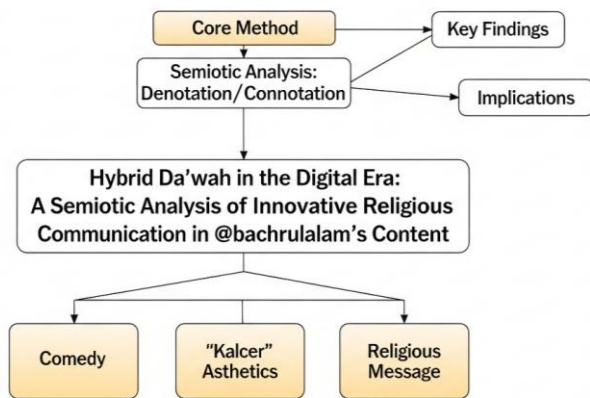 Core Method
Key Findings
Semiotic Analysis:
Denotation/Connotation
Implications
Hybrid Da'wah in the Digital Era:
A Semiotic Analysis of Innovative Religious
Communication in @bachrulalam's Content
Comedy
"Kalcer"
Asthetics
Religious
Message